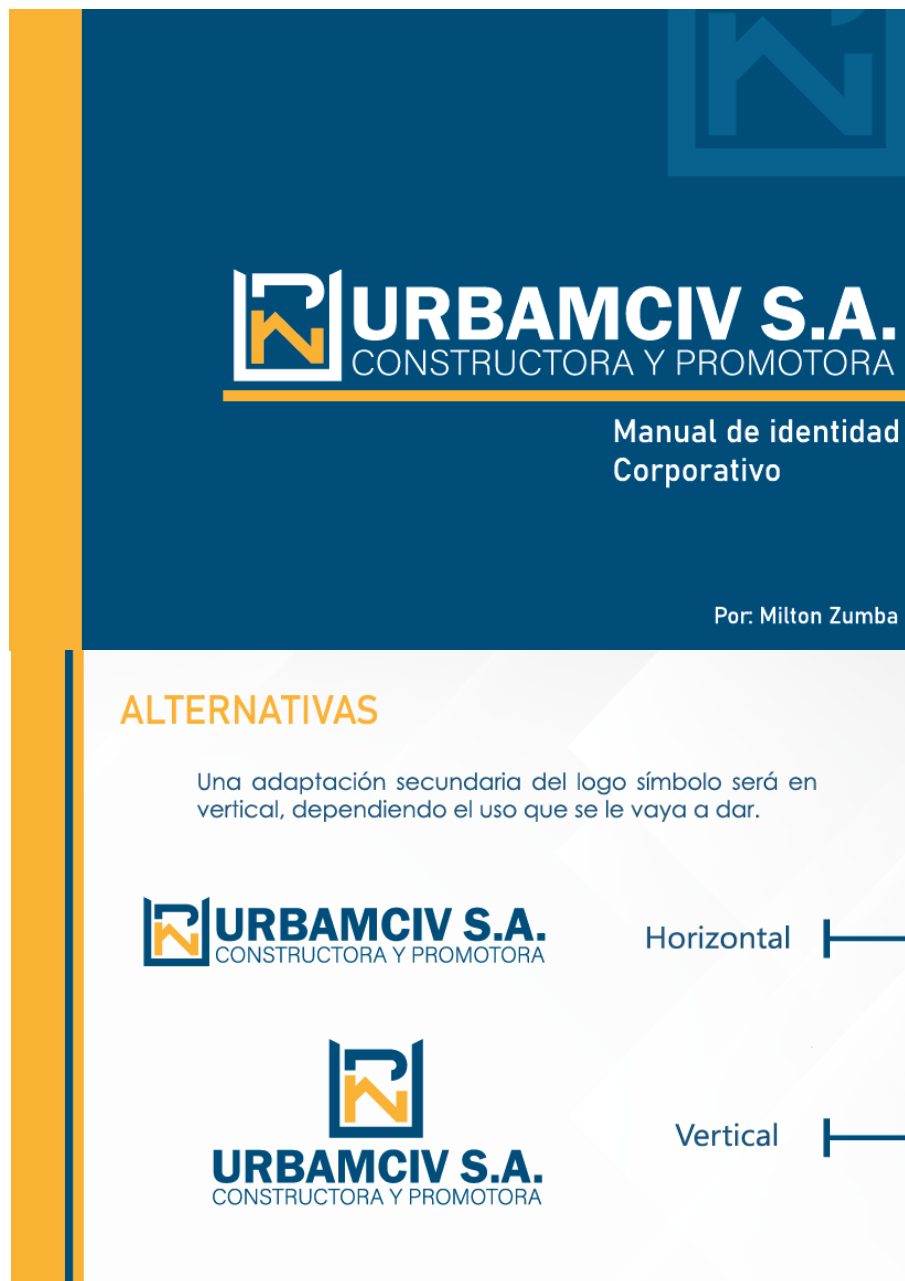 URBAMCIV S.A.
CONSTRUCTORA Y PROMOTORA
Manual de identidad
Corporativo
Por: Milton Zumba
ALTERNATIVAS
Una adaptación secundaria del logo símbolo será en
vertical, dependiendo el uso que se le vaya a dar.
URBAMCIV S.A.
CONSTRUCTORA Y PROMOTORA
Horizontal
URBAMCIV S.A.
CONSTRUCTORA Y PROMOTORA
Vertical